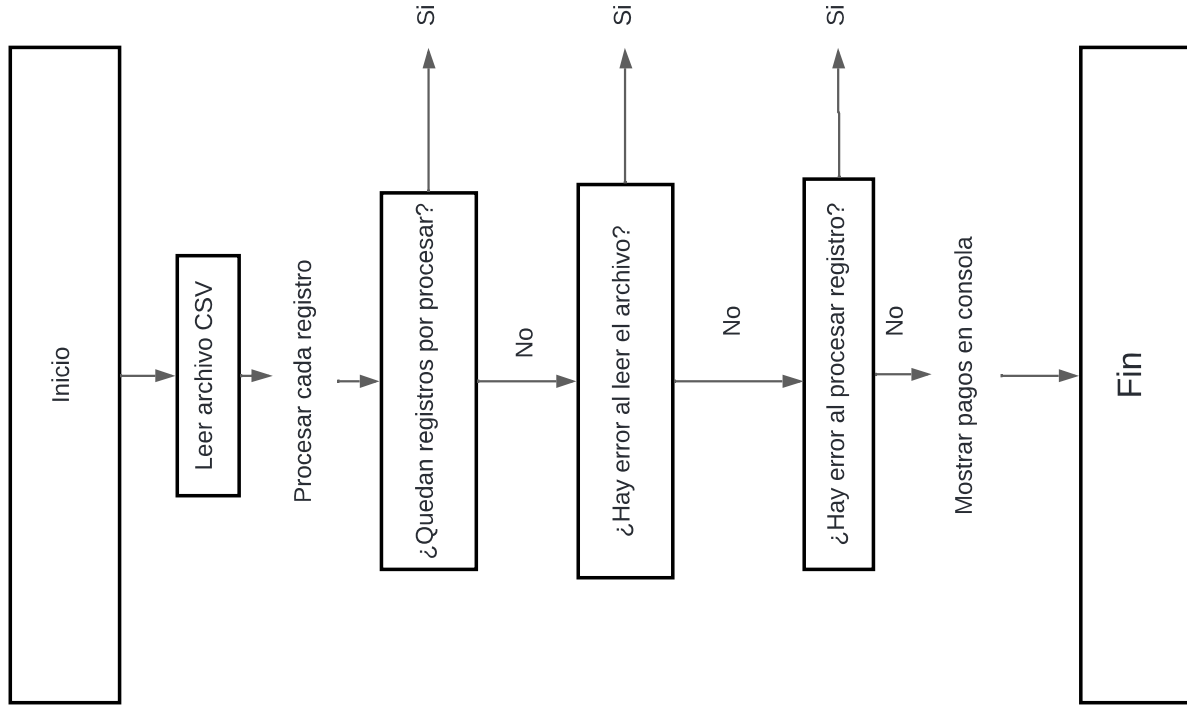 Inicio
Leer archivo CSV
Procesar cada registro
¿Quedan registros por procesar?
Si
No
¿Hay error al leer el archivo?
Si
No
¿Hay error al procesar registro?
Si
No
Mostrar pagos en consola
Fin